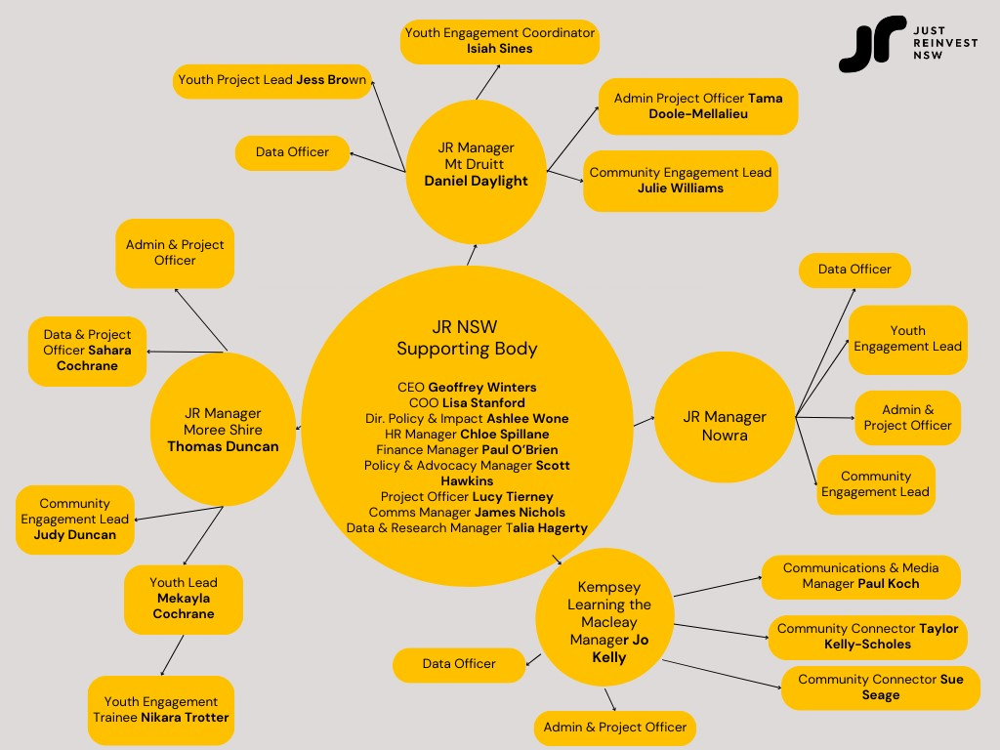 JUST
REINVEST
NSW
Youth Engagement Coordinator
Isiah Sines
Youth Project Lead Jess Brown
Data Officer
JR Manager
Mt Druitt
Daniel Daylight
Admin Project Officer Tama
Doole-Mellalieu
Community Engagement Lead
Julie Williams
Admin & Project
Officer
Data & Project
Officer Sahara
Cochrane
JR Manager
Moree Shire
Thomas Duncan
Community
Engagement Lead
Judy Duncan
Youth Lead
Mekayla
Cochrane
Youth Engagement
Trainee Nikara Trotter
JR NSW
Supporting Body
CEO Geoffrey Winters
COO Lisa Stanford
Dir. Policy & Impact Ashlee Wone
HR Manager Chloe Spillane
Finance Manager Paul O’Brien
Policy & Advocacy Manager Scott
Hawkins
Project Officer Lucy Tierney
Comms Manager James Nichols
Data & Research Manager Talia Hagerty
JR Manager
Nowra
Data Officer
Youth
Engagement Lead
Admin &
Project Officer
Community
Engagement Lead
Kempsey
Learning the
Macleay
Manager Jo
Kelly
Communications & Media
Manager Paul Koch
Community Connector Taylor
Kelly-Scholes
Community Connector Sue
Seage
Data Officer
Admin & Project Officer